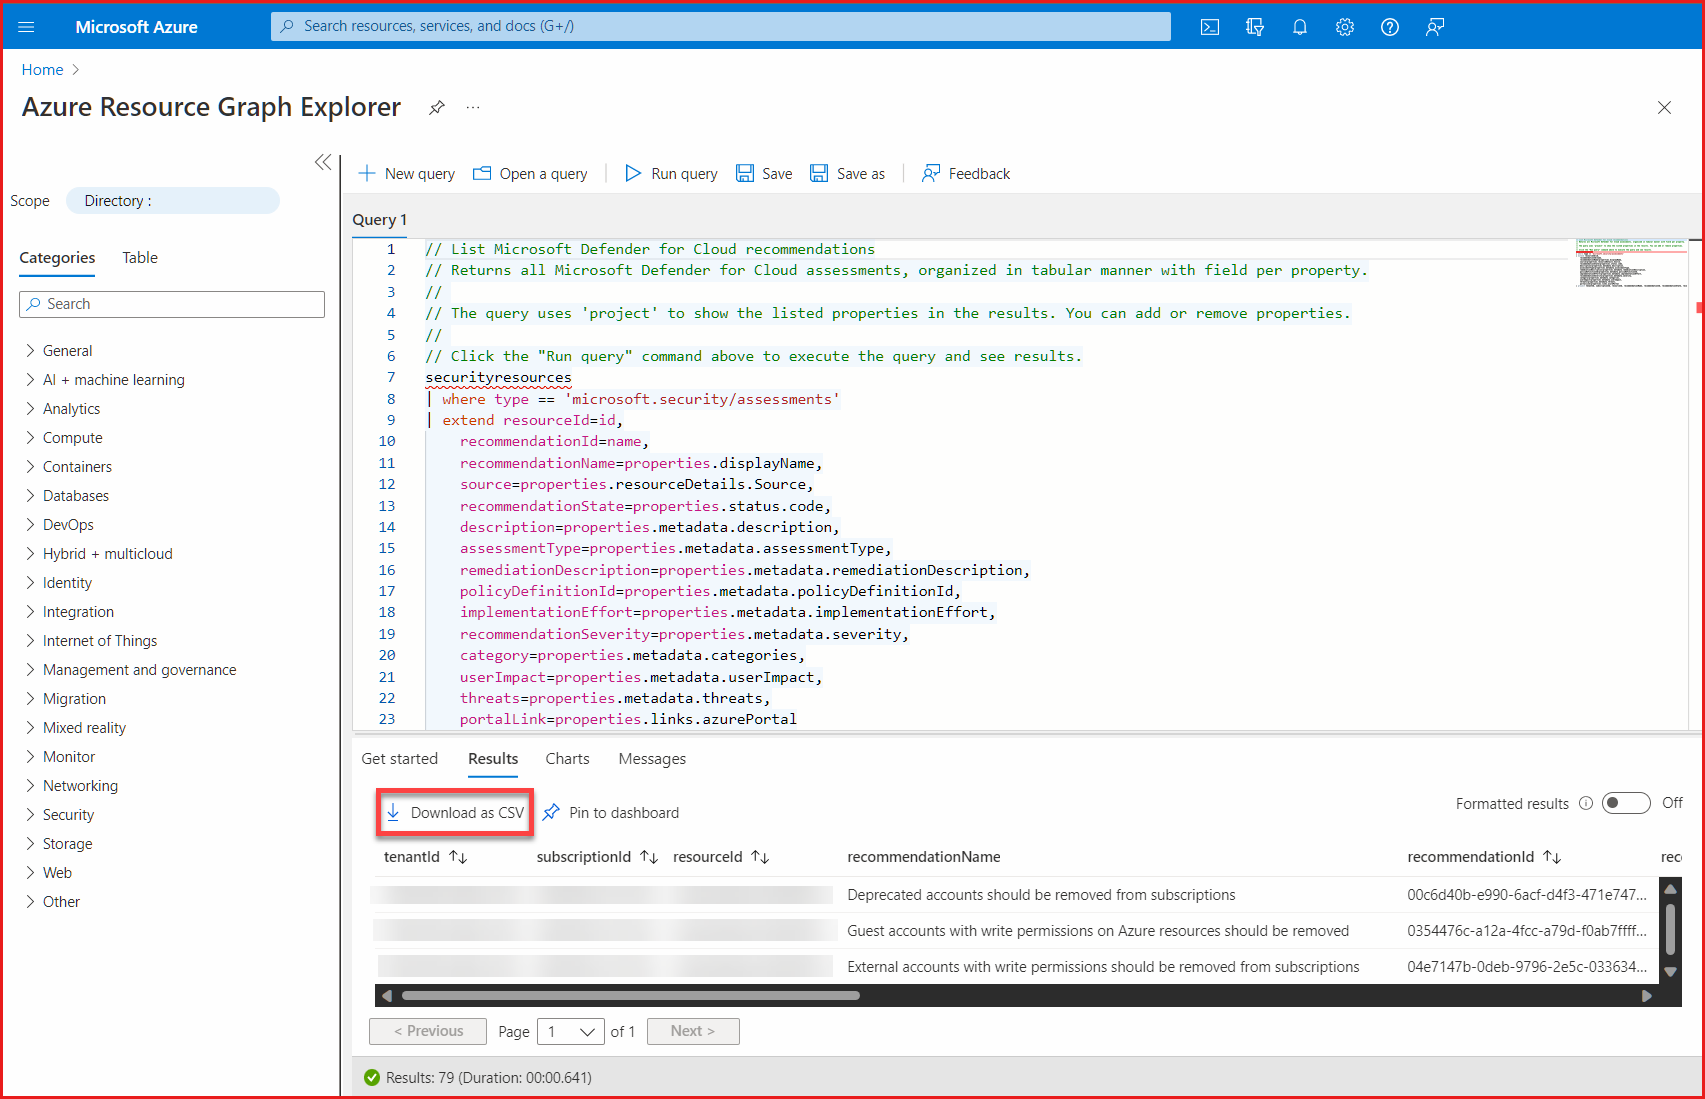 Microsoft Azure
Search resources, services, and docs (G+/)
Home
Azure Resource Graph Explorer
New query
Open a query
Run query
Save
Save as
Feedback
Scope
Directory :
Categories
Table
Search
General
AI + machine learning
Analytics
Compute
Containers
Databases
DevOps
Hybrid + multicloud
Identity
Integration
Internet of Things
Management and governance
Migration
Mixed reality
Monitor
Networking
Security
Storage
Web
Other
Query 1
1 // List Microsoft Defender for Cloud recommendations
2 // Returns all Microsoft Defender for Cloud assessments, organized in tabular manner with field per property.
3 //
4 // The query uses 'project' to show the listed properties in the results. You can add or remove properties.
5 //
6 // Click the "Run query" command above to execute the query and see results.
7 securityresources
8 | where type == 'microsoft.security/assessments'
9 | extend resourceId=id,
10 recommendationId=name,
11 recommendationName=properties.displayName,
12 source=properties.resourceDetails.Source,
13 recommendationState=properties.status.code,
14 description=properties.metadata.description,
15 assessmentType=properties.metadata.assessmentType,
16 remediationDescription=properties.metadata.remediationDescription,
17 policyDefinitionId=properties.metadata.policyDefinitionId,
18 implementationEffort=properties.metadata.implementationEffort,
19 recommendationSeverity=properties.metadata.severity,
20 category=properties.metadata.categories,
21 userImpact=properties.metadata.userImpact,
22 threats=properties.metadata.threats,
23 portalLink=properties.links.azurePortal
Get started
Results
Charts
Messages
Download as CSV
Pin to dashboard
Formatted results
Off
tenantId subscriptionId resourceId recommendationName recommendationId rec
Deprecated accounts should be removed from subscriptions 00c6d40b-e990-6acf-d4f3-471e747...
Guest accounts with write permissions on Azure resources should be removed 0354476c-a12a-4fcc-a79d-f0ab7ffff...
External accounts with write permissions should be removed from subscriptions 04e7147b-0deb-9796-2e5c-033634...
< Previous Page 1 of 1 Next >
Results: 79 (Duration: 00:00.641)